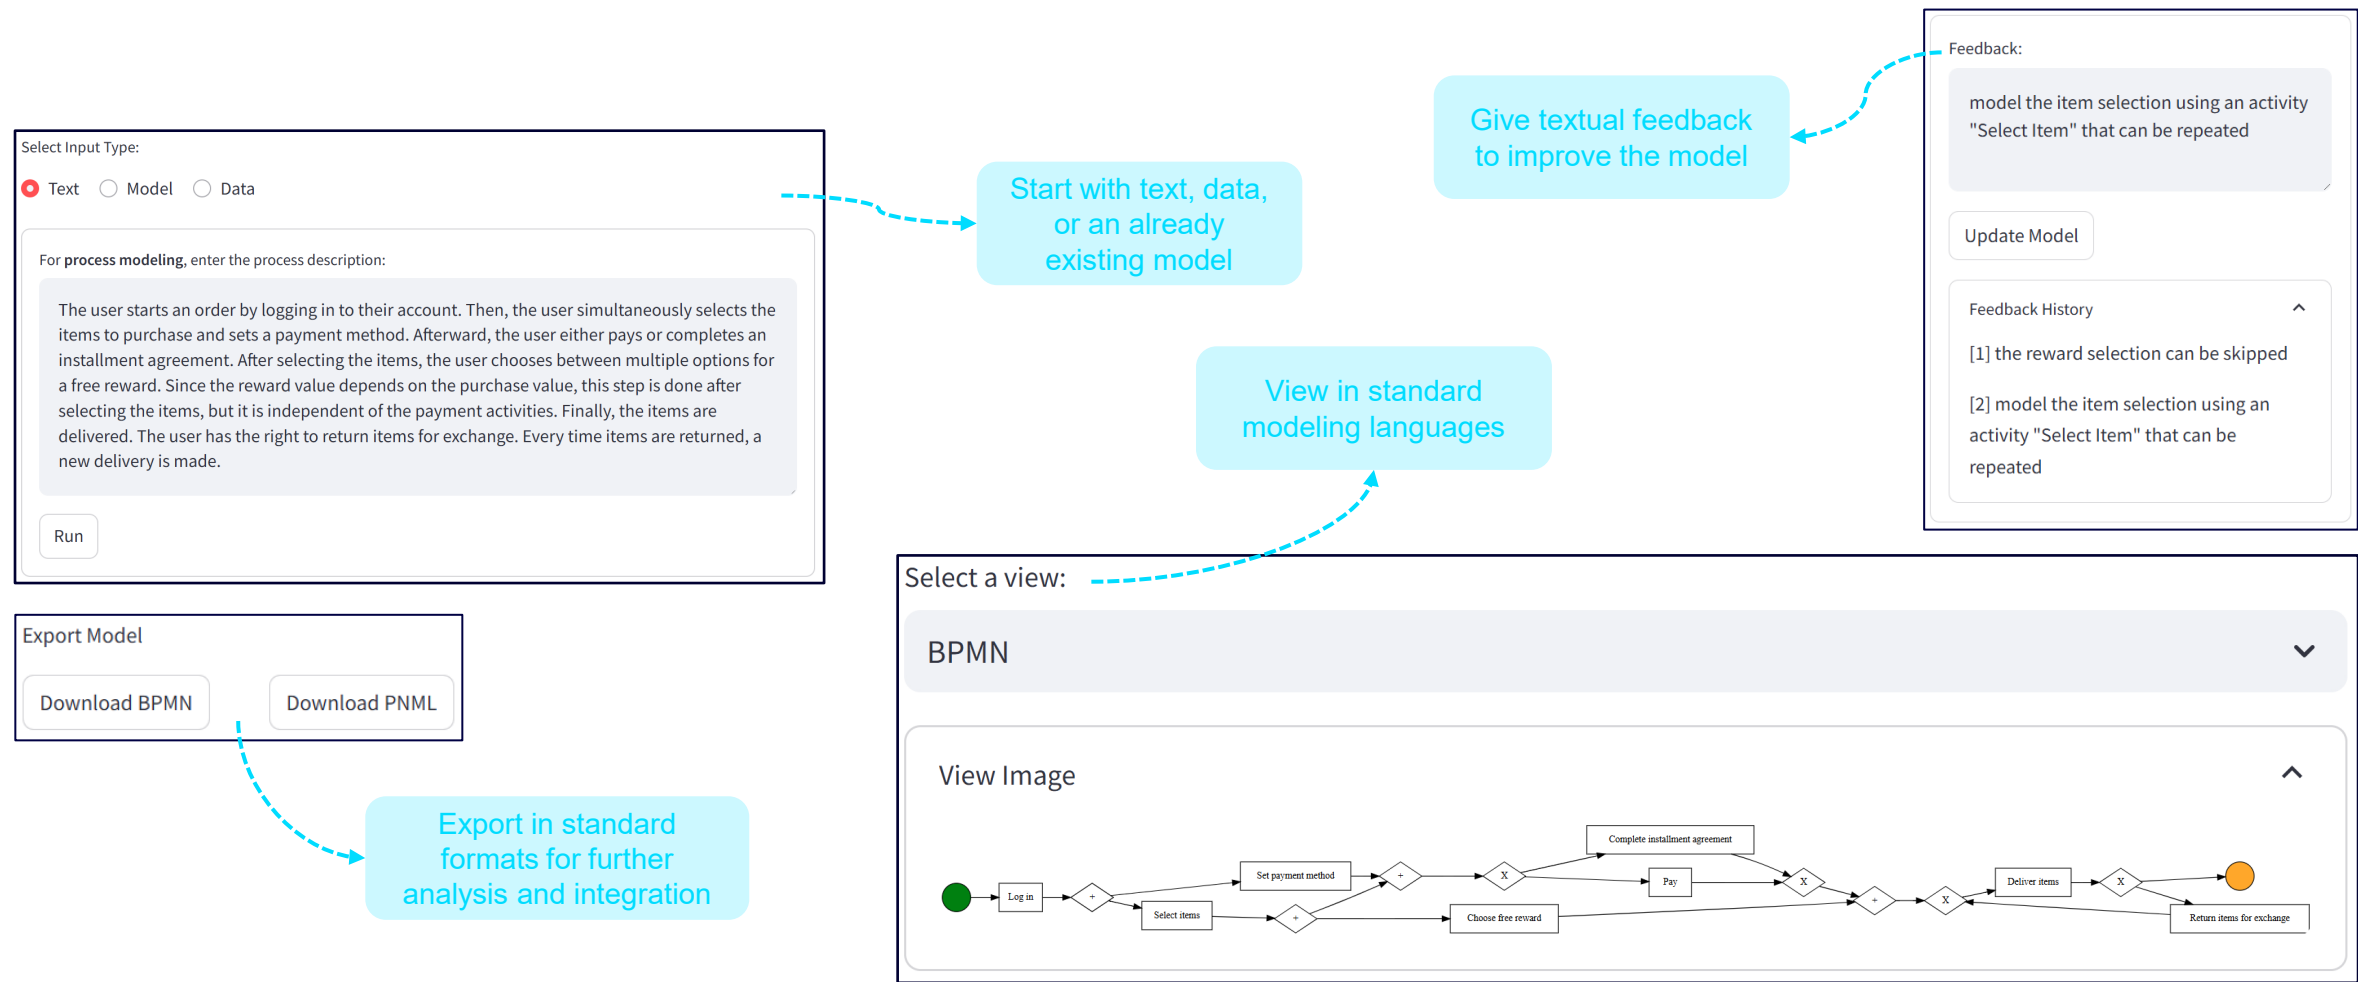 Select Input Type:
Text
Model
Data
For process modeling, enter the process description:
The user starts an order by logging in to their account. Then, the user simultaneously selects the
items to purchase and sets a payment method. Afterward, the user either pays or completes an
installment agreement. After selecting the items, the user chooses between multiple options for
a free reward. Since the reward value depends on the purchase value, this step is done after
selecting the items, but it is independent of the payment activities. Finally, the items are
delivered. The user has the right to return items for exchange. Every time items are returned, a
new delivery is made.
Run
Start with text, data,
or an already
existing model
Give textual feedback
to improve the model
Feedback:
model the item selection using an activity
"Select Item" that can be repeated
Update Model
Feedback History
[1] the reward selection can be skipped
[2] model the item selection using an
activity "Select Item" that can be
repeated
View in standard
modeling languages
Export Model
Download BPMN
Download PNML
Export in standard
formats for further
analysis and integration
Select a view:
BPMN
View Image
Log in
+
Set payment method
Select items
+
+
X
Complete installment agreement
Pay
Choose free reward
X
+
X
Deliver items
X
Return items for exchange